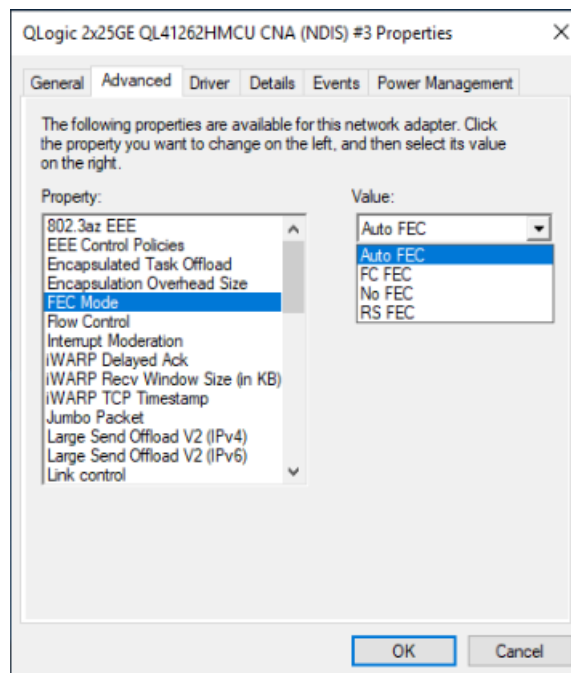 QLogic 2x25GE QL41262HMCU CNA (NDIS) #3 Properties
General Advanced Driver Details Events Power Management
The following properties are available for this network adapter. Click
the property you want to change on the left, and then select its value
on the right.
Property:
802.3az EEE
EEE Control Policies
Encapsulated Task Offload
Encapsulation Overhead Size
FEC Mode
Flow Control
Interrupt Moderation
iWARP Delayed Ack
iWARP Recv Window Size (in KB)
iWARP TCP Timestamp
Jumbo Packet
Large Send Offload V2 (IPv4)
Large Send Offload V2 (IPv6)
Link control
Value:
Auto FEC
Auto FEC
FC FEC
No FEC
RS FEC
OK Cancel